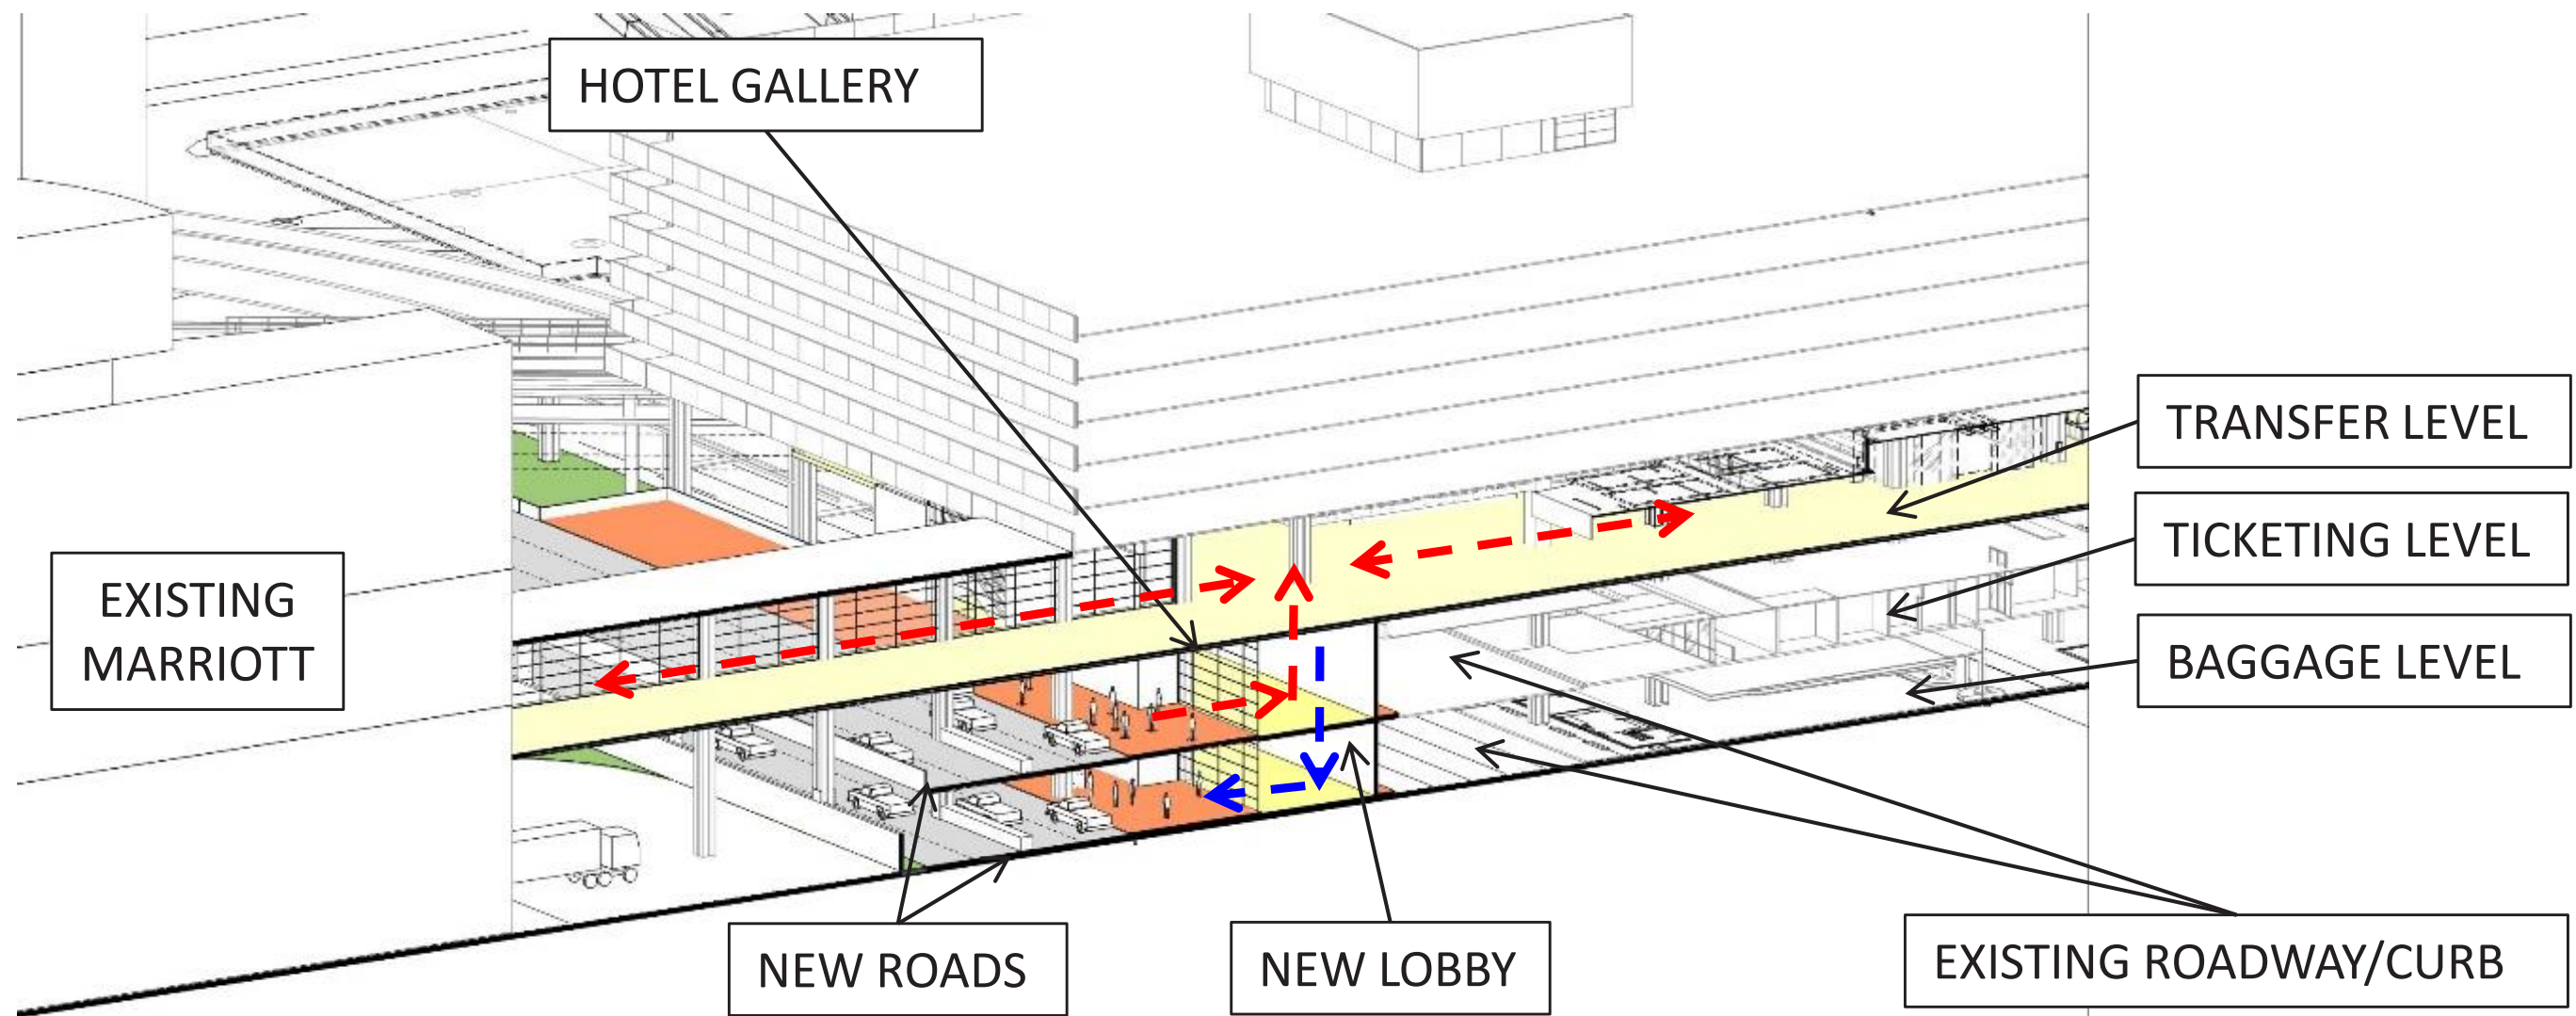 HOTEL GALLERY
TRANSFER LEVEL
TICKETING LEVEL
EXISTING
MARRIOTT
BAGGAGE LEVEL
NEW ROADS
NEW LOBBY
EXISTING ROADWAY/CURB